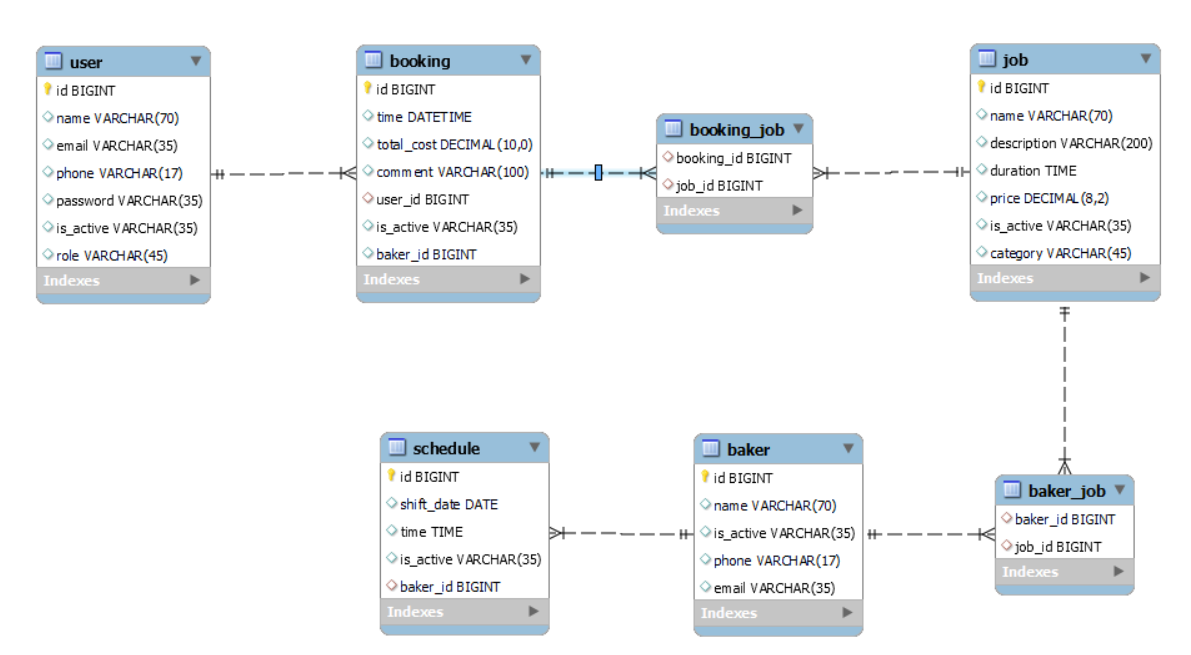 user
id BIGINT
name VARCHAR(70)
email VARCHAR(35)
phone VARCHAR(17)
password VARCHAR(35)
is_active VARCHAR(35)
role VARCHAR(45)
Indexes
booking
id BIGINT
time DATETIME
total_cost DECIMAL(10,0)
comment VARCHAR(100)
user_id BIGINT
is_active VARCHAR(35)
baker_id BIGINT
Indexes
booking_job
booking_id BIGINT
job_id BIGINT
Indexes
job
id BIGINT
name VARCHAR(70)
description VARCHAR(200)
duration TIME
price DECIMAL(8,2)
is_active VARCHAR(35)
category VARCHAR(45)
Indexes
schedule
id BIGINT
shift_date DATE
time TIME
is_active VARCHAR(35)
baker_id BIGINT
Indexes
baker
id BIGINT
name VARCHAR(70)
is_active VARCHAR(35)
phone VARCHAR(17)
email VARCHAR(35)
Indexes
baker_job
baker_id BIGINT
job_id BIGINT
Indexes